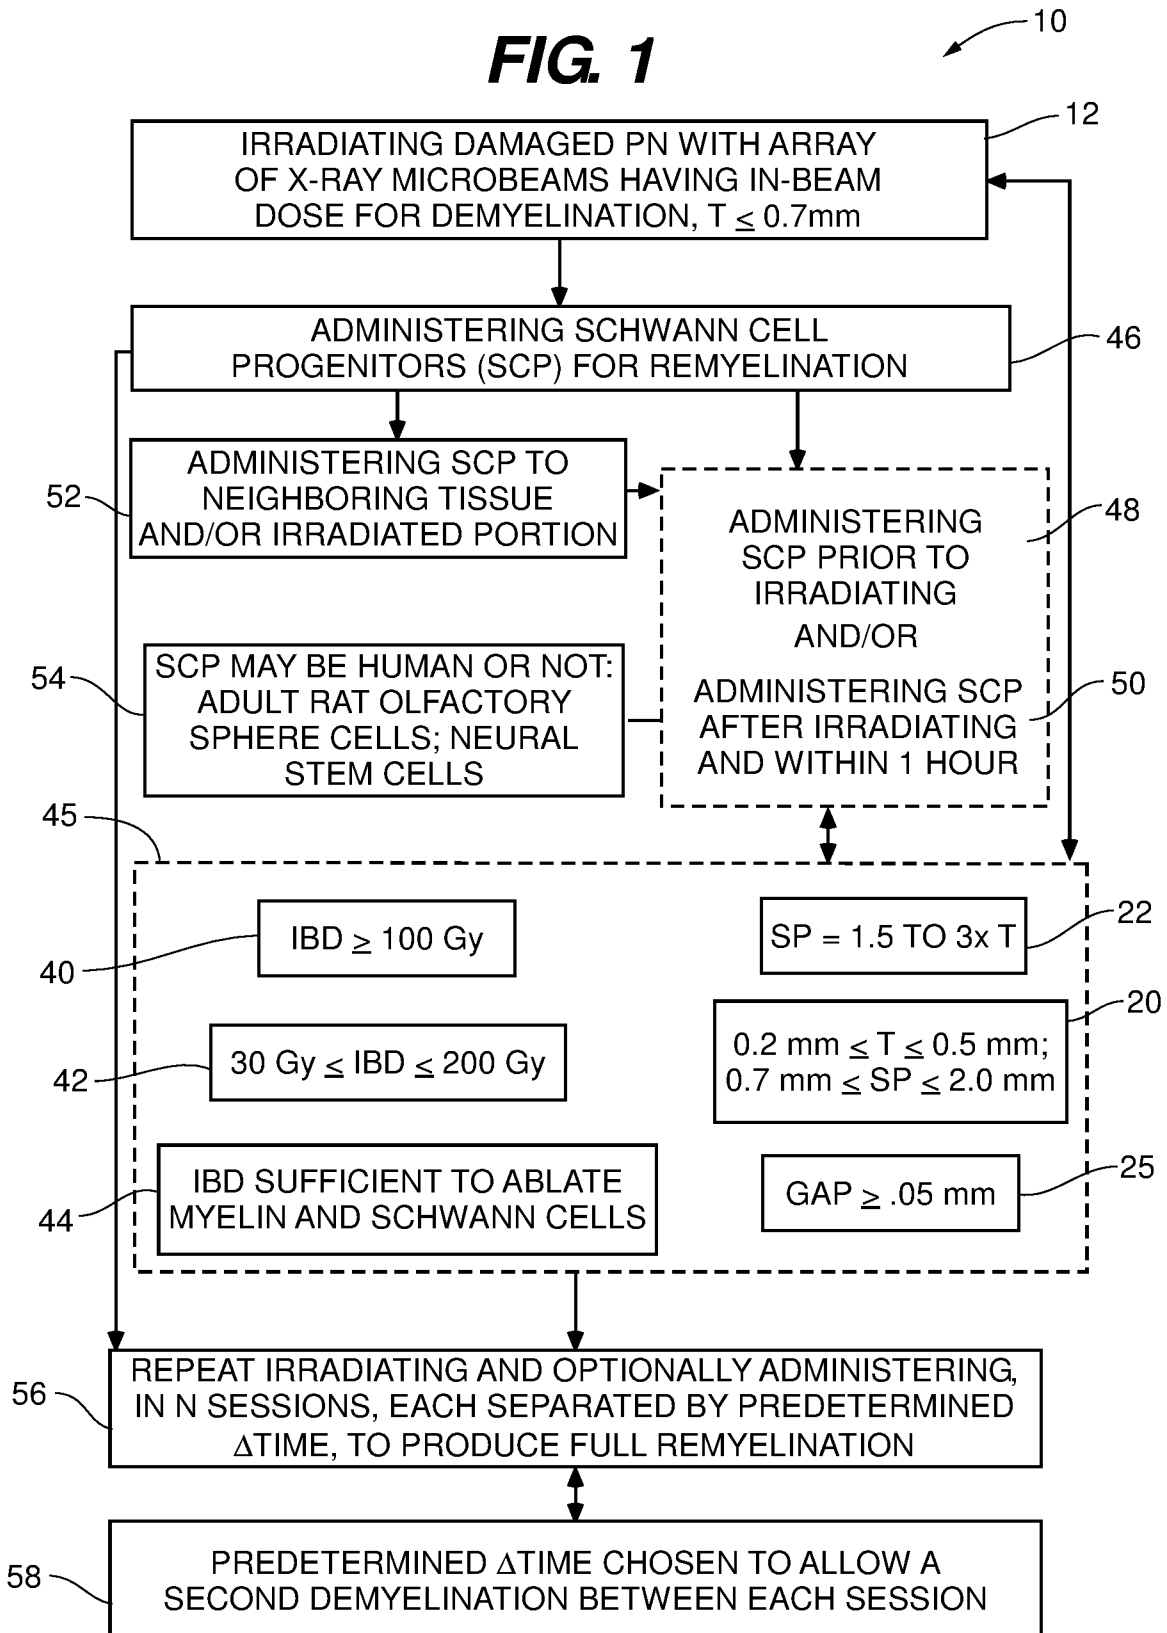 FIG. 1
10
IRRADIATING DAMAGED PN WITH ARRAY
OF X-RAY MICROBEAMS HAVING IN-BEAM
DOSE FOR DEMYELINATION, T ≤ 0.7mm
12
ADMINISTERING SCHWANN CELL
PROGENITORS (SCP) FOR REMYELINATION
46
ADMINISTERING SCP TO
NEIGHBORING TISSUE
AND/OR IRRADIATED PORTION
52
ADMINISTERING
SCP PRIOR TO
IRRADIATING
AND/OR
ADMINISTERING SCP
AFTER IRRADIATING
AND WITHIN 1 HOUR
48
50
SCP MAY BE HUMAN OR NOT:
ADULT RAT OLFACTORY
SPHERE CELLS; NEURAL
STEM CELLS
54
45
IBD ≥ 100 Gy
40
SP = 1.5 TO 3x T
22
30 Gy ≤ IBD ≤ 200 Gy
42
0.2 mm ≤ T ≤ 0.5 mm;
0.7 mm ≤ SP ≤ 2.0 mm
20
IBD SUFFICIENT TO ABLATE
MYELIN AND SCHWANN CELLS
44
GAP ≥ .05 mm
25
REPEAT IRRADIATING AND OPTIONALLY ADMINISTERING,
IN N SESSIONS, EACH SEPARATED BY PREDETERMINED
ΔTIME, TO PRODUCE FULL REMYELINATION
56
PREDETERMINED ΔTIME CHOSEN TO ALLOW A
SECOND DEMYELINATION BETWEEN EACH SESSION
58